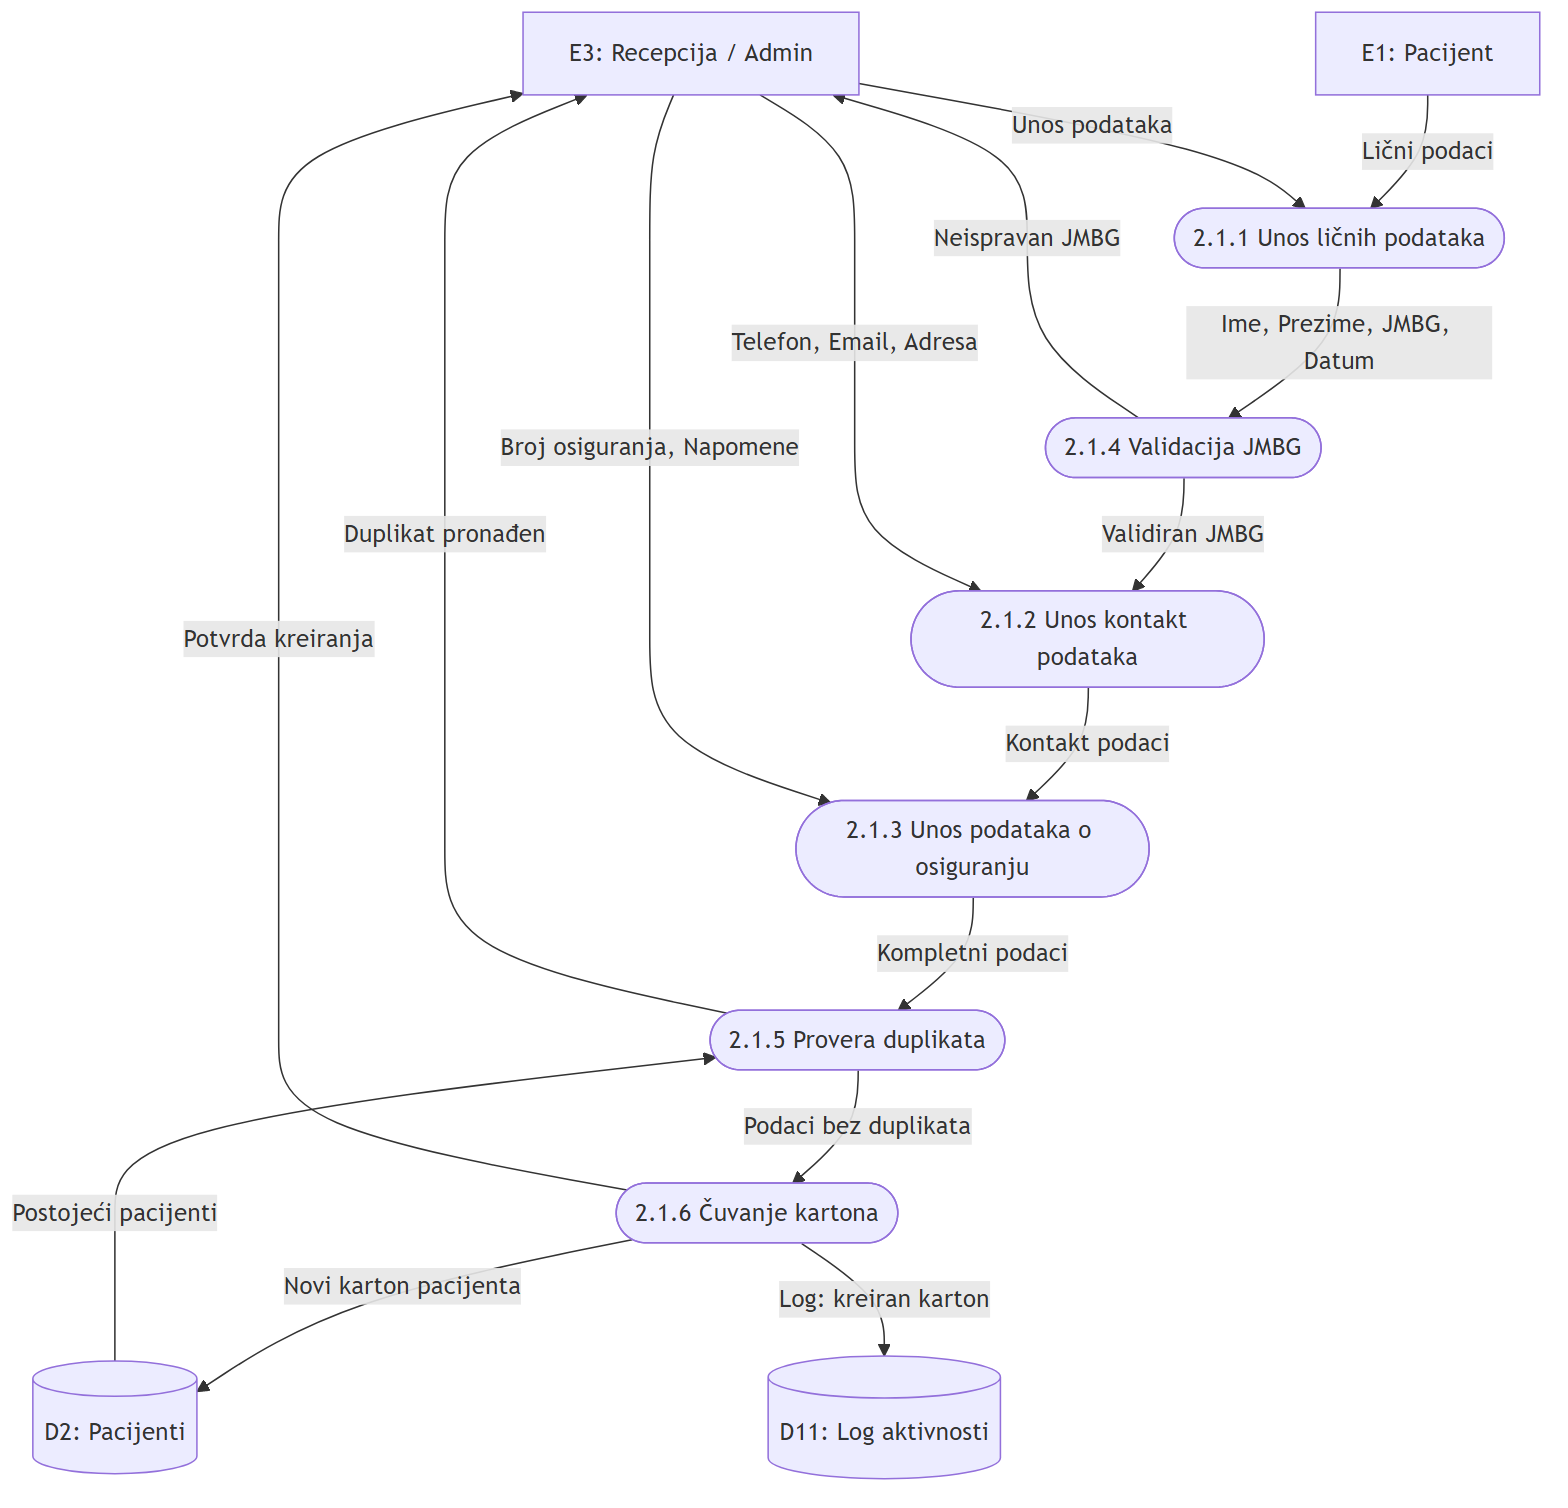 E3: Recepcija / Admin
E1: Pacijent
Unos podataka
Lični podaci
2.1.1 Unos ličnih podataka
Neispravan JMBG
Ime, Prezime, JMBG,
Datum
Telefon, Email, Adresa
Broj osiguranja, Napomene
2.1.4 Validacija JMBG
Duplikat pronađen
Validiran JMBG
Potvrda kreiranja
2.1.2 Unos kontakt
podataka
Kontakt podaci
2.1.3 Unos podataka o
osiguranju
Kompletni podaci
2.1.5 Provera duplikata
Podaci bez duplikata
Postojeći pacijenti
2.1.6 Čuvanje kartona
Novi karton pacijenta
Log: kreiran karton
D2: Pacijenti
D11: Log aktivnosti